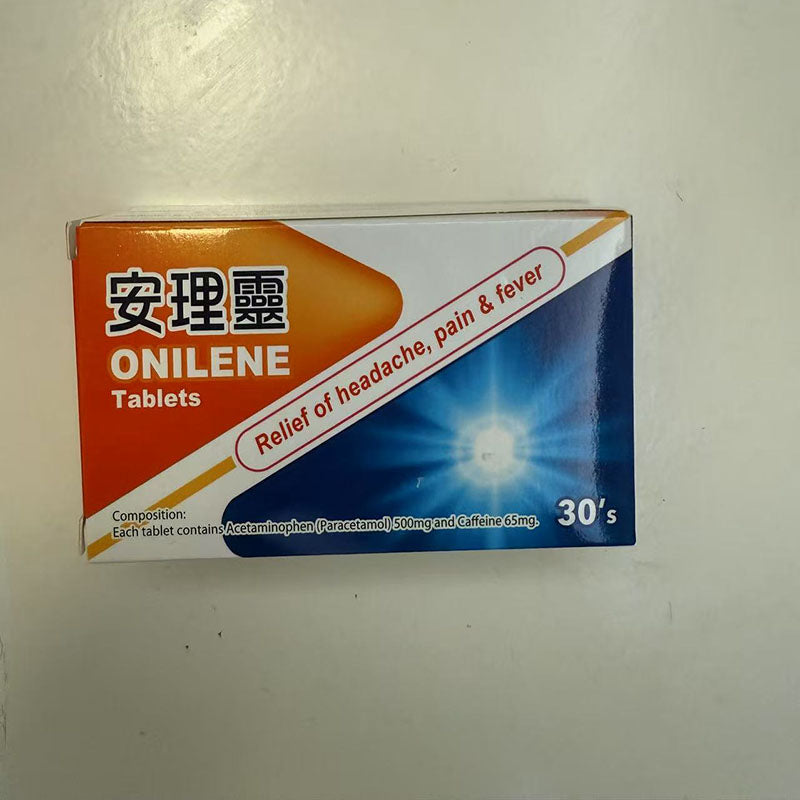 安理靈
ONILENE
Tablets
Relief of headache, pain & fever
Composition:
Each tablet contains Acetaminophen (Paracetamol) 500mg and Caffeine 65mg.
30's